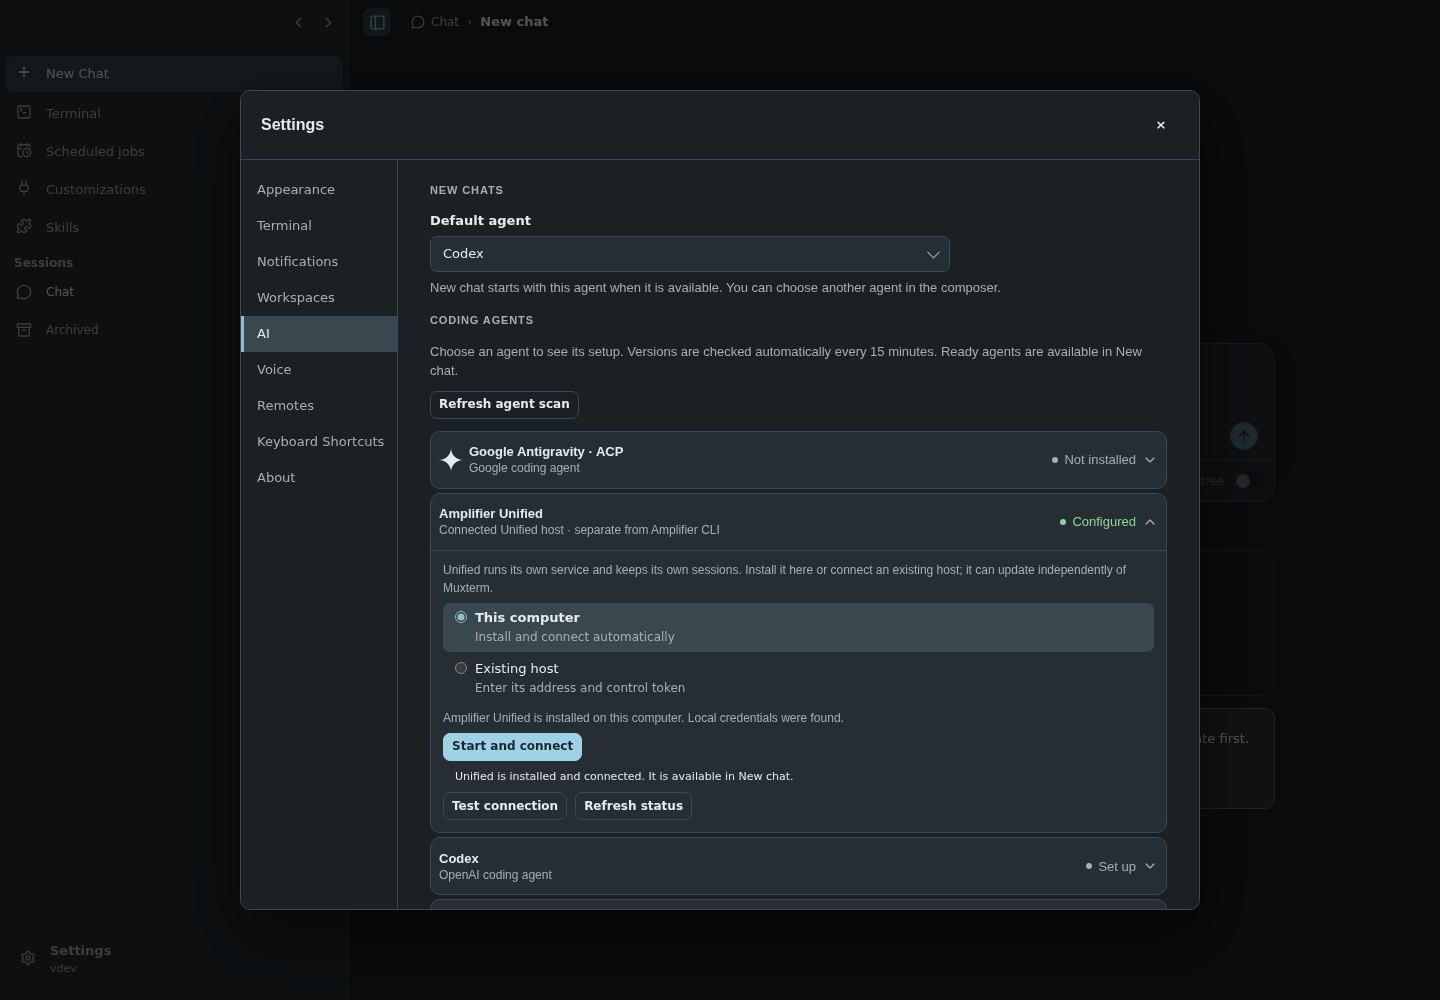 Chat › New chat
New Chat
Terminal
Scheduled jobs
Customizations
Skills
Sessions
Chat
Archived
Settings
vdev
Settings
×
Appearance
Terminal
Notifications
Workspaces
AI
Voice
Remotes
Keyboard Shortcuts
About
NEW CHATS
Default agent
Codex
New chat starts with this agent when it is available. You can choose another agent in the composer.
CODING AGENTS
Choose an agent to see its setup. Versions are checked automatically every 15 minutes. Ready agents are available in New
chat.
Refresh agent scan
Google Antigravity · ACP
Google coding agent
Not installed
Amplifier Unified
Connected Unified host · separate from Amplifier CLI
Configured
Unified runs its own service and keeps its own sessions. Install it here or connect an existing host; it can update independently of
Muxterm.
This computer
Install and connect automatically
Existing host
Enter its address and control token
Amplifier Unified is installed on this computer. Local credentials were found.
Start and connect
Unified is installed and connected. It is available in New chat.
Test connection
Refresh status
Codex
OpenAI coding agent
Set up
tree
first.